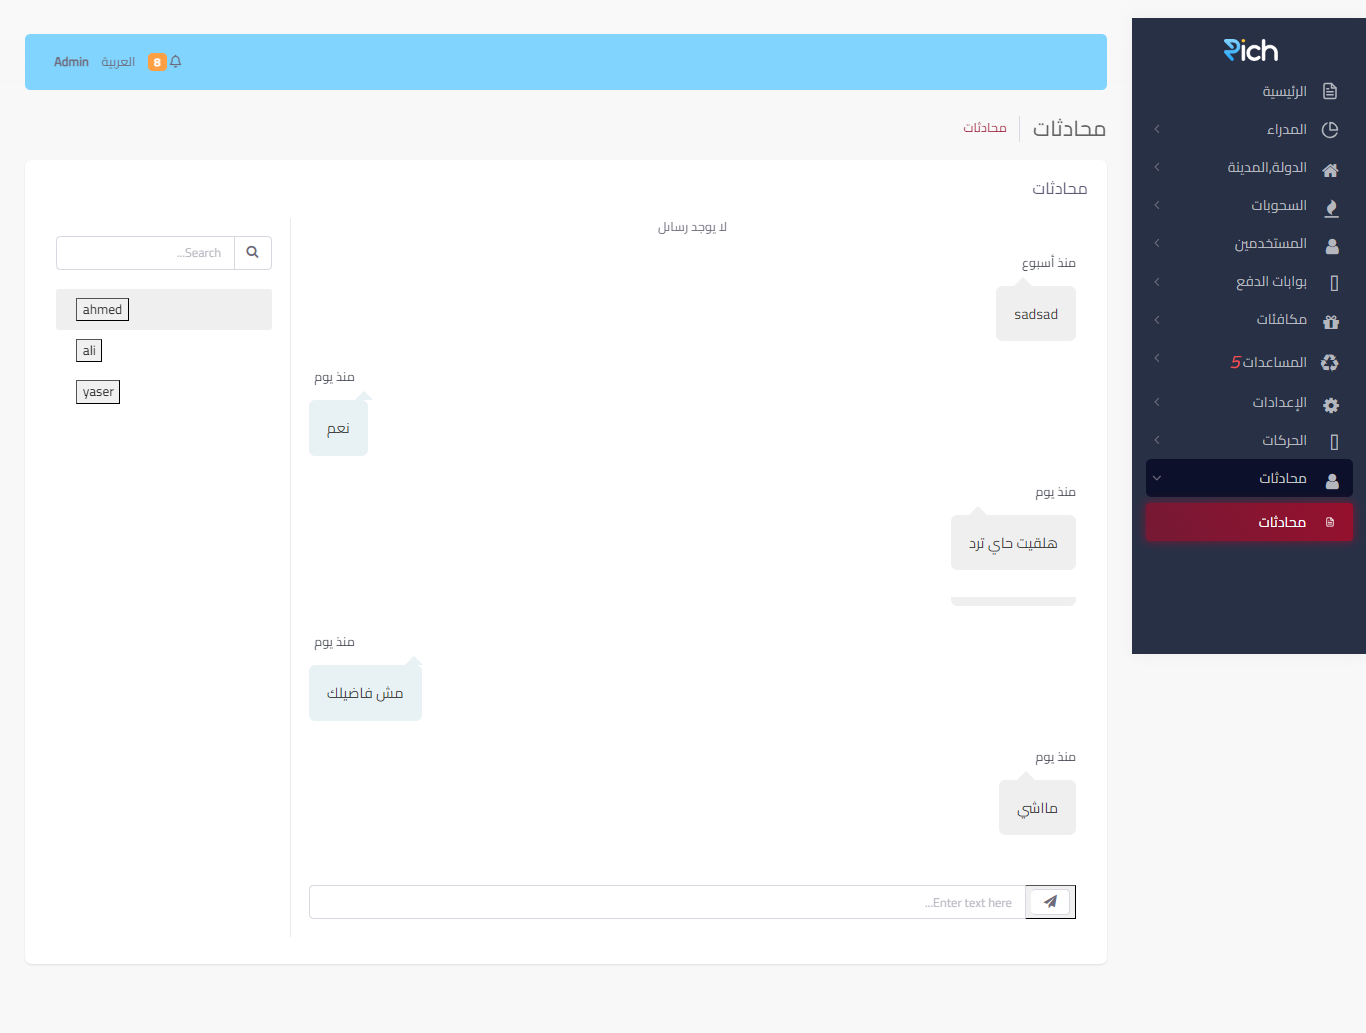 Rich
الرئيسية
المدراء
الدولة,المدينة
السحوبات
المستخدمين
بوابات الدفع
مكافئات
المساعدات 5
الإعدادات
الحركات
محادثات
محادثات
8 العربية Admin
محادثات
محادثات
محادثات
لا يوجد رسائل
منذ أسبوع
sadsad
منذ يوم
نعم
منذ يوم
هلقيت حاي ترد
منذ يوم
مش فاضيلك
منذ يوم
مااشي
Enter text here...
Search...
ahmed
ali
yaser